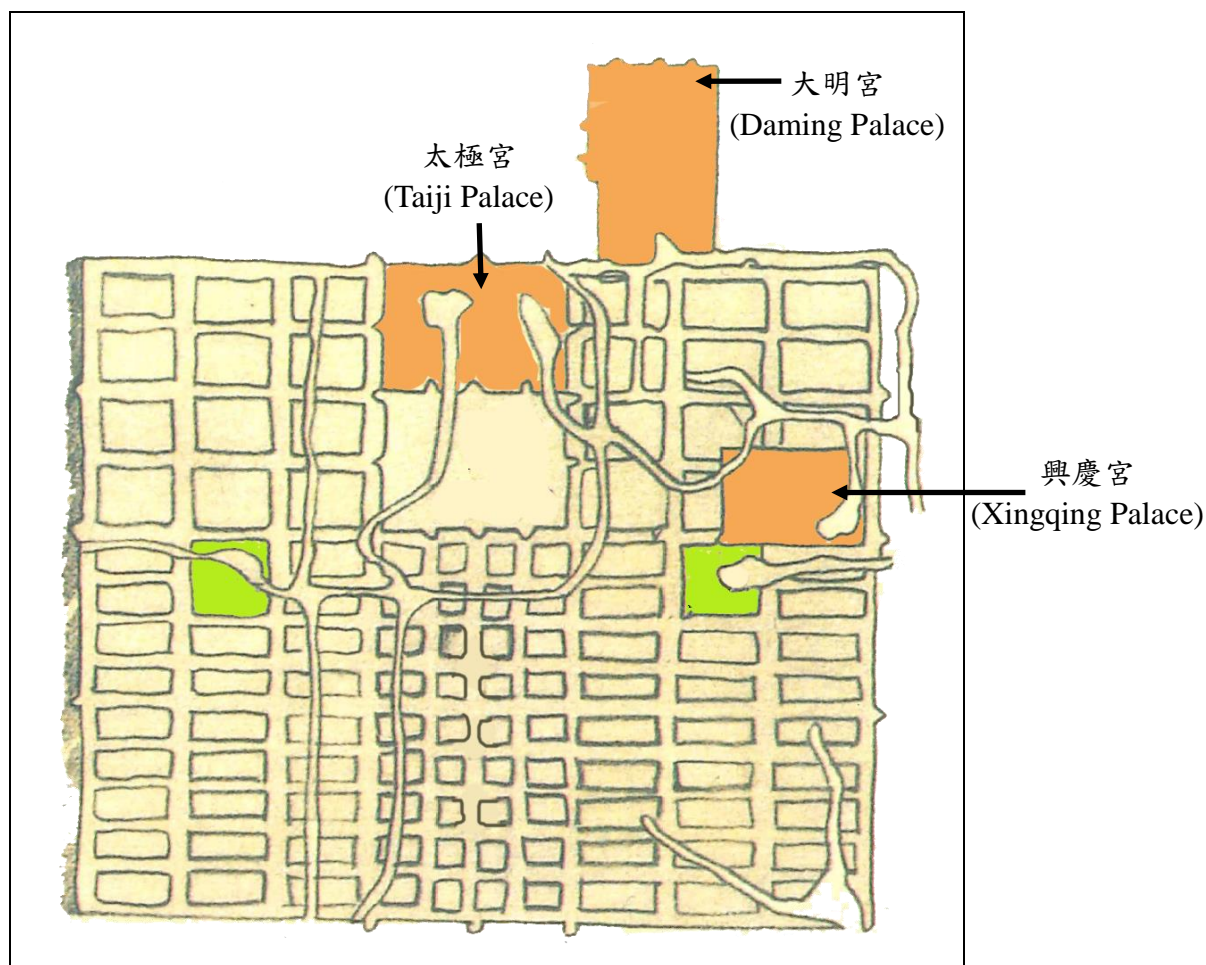 大明宮
(Daming Palace)
太極宮
(Taiji Palace)
興慶宮
(Xingqing Palace)